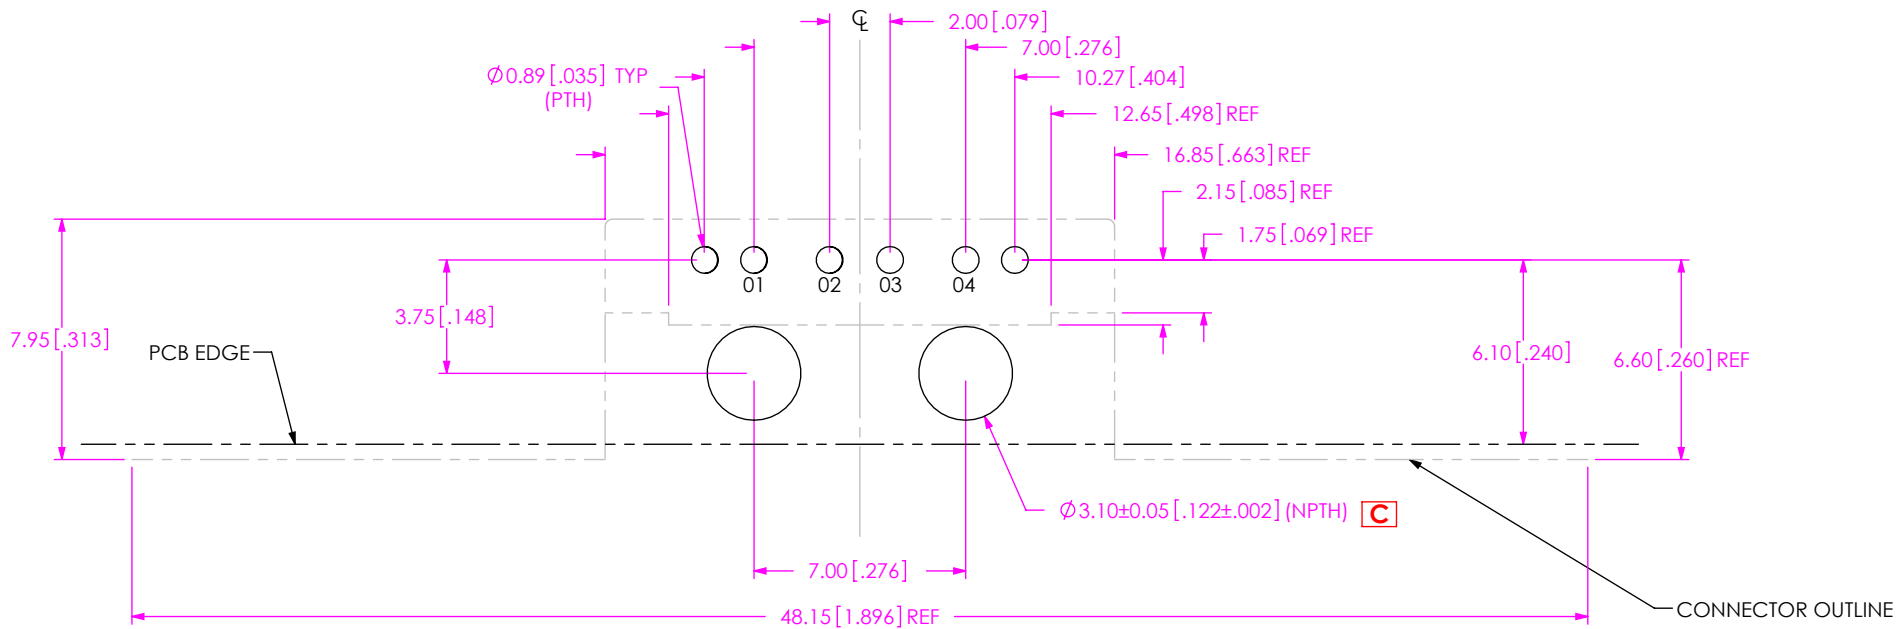 ℄
2.00[.079]
7.00[.276]
Ø0.89[.035] TYP
(PTH)
10.27[.404]
12.65[.498]REF
16.85[.663]REF
2.15[.085]REF
1.75[.069]REF
01 02 03 04
3.75[.148]
7.95[.313]
PCB EDGE
6.10[.240]
6.60[.260]REF
Ø3.10±0.05[.122±.002](NPTH) C
7.00[.276]
48.15[1.896]REF
CONNECTOR OUTLINE